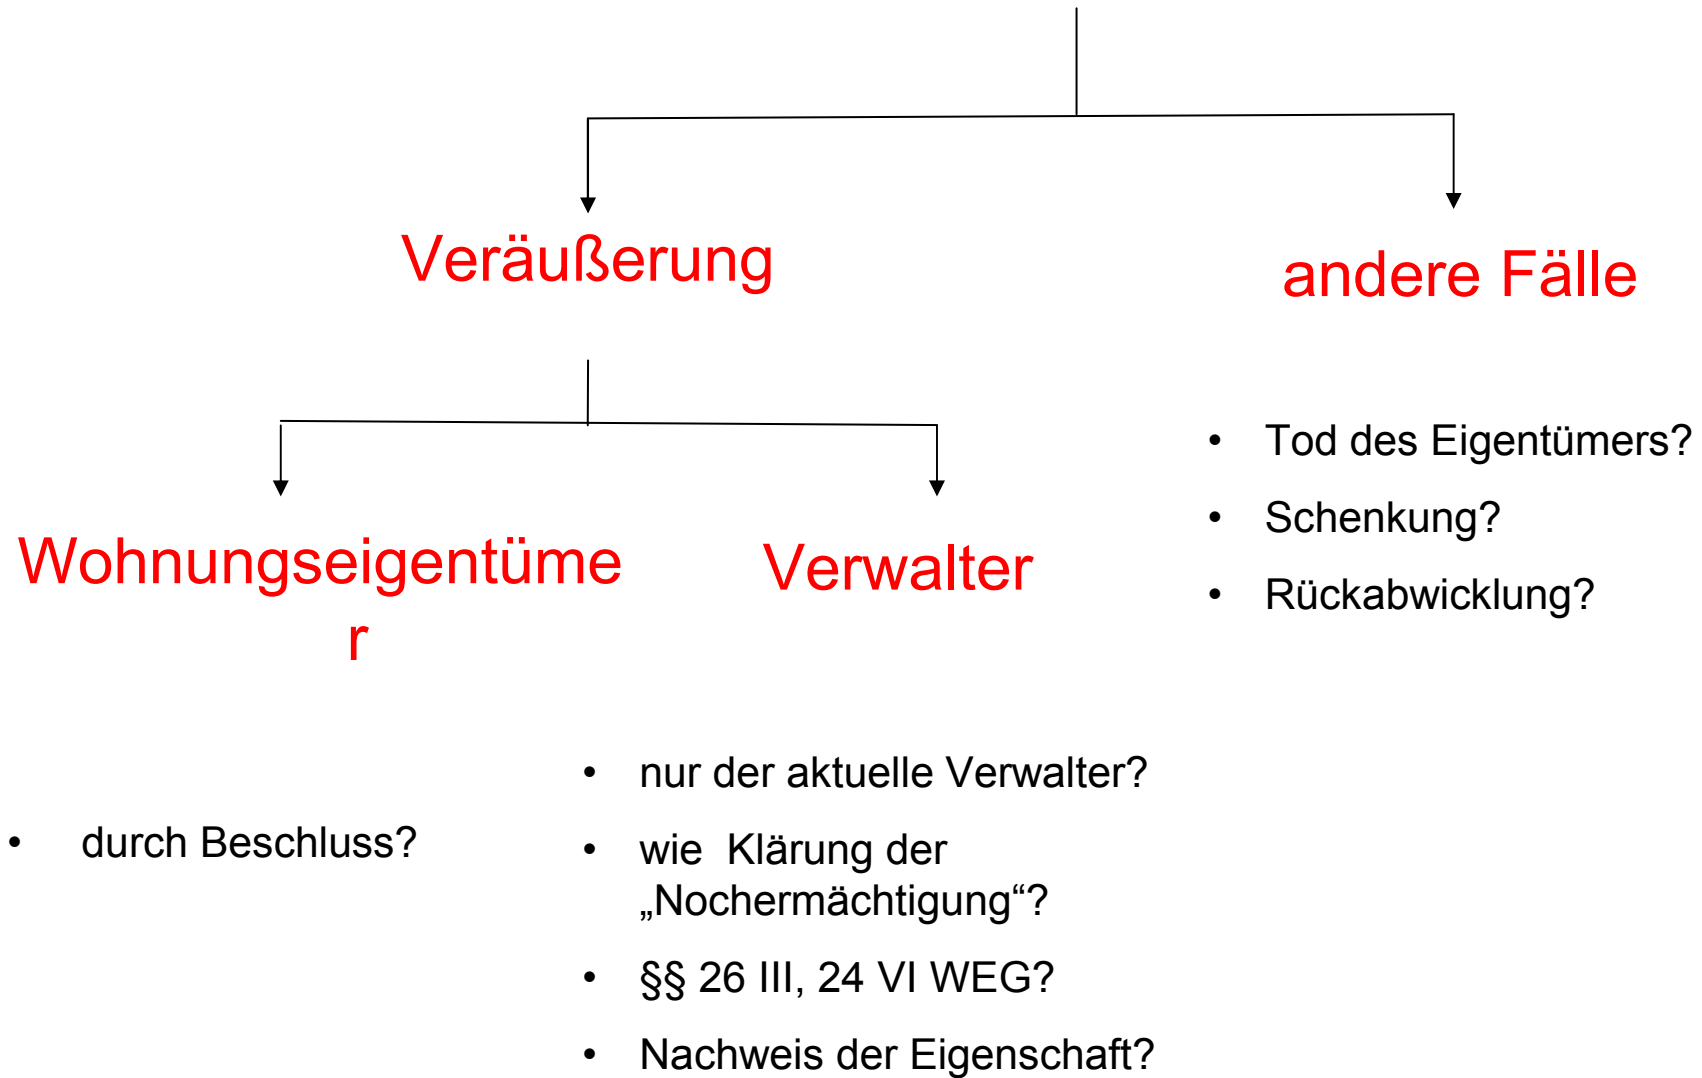 Veräußerung
andere Fälle
Wohnungseigentüme
r
Verwalter
• Tod des Eigentümers?
• Schenkung?
• Rückabwicklung?
• durch Beschluss?
• nur der aktuelle Verwalter?
• wie Klärung der
„Nochermächtigung“?
• §§ 26 III, 24 VI WEG?
• Nachweis der Eigenschaft?